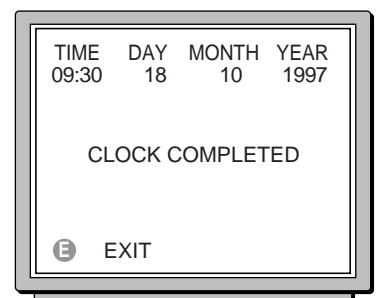 TIME DAY MONTH YEAR
09:30 18 10 1997
CLOCK COMPLETED
E EXIT